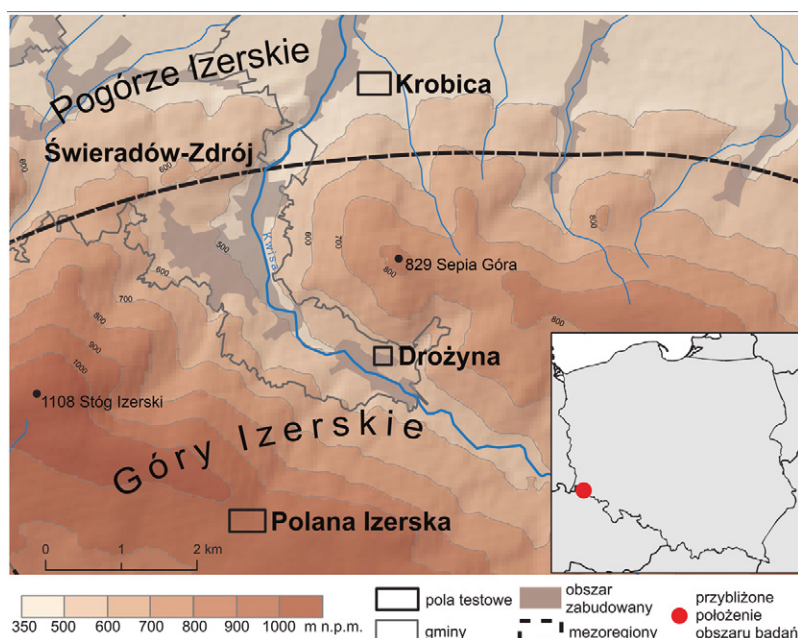 Pogórze Izerskie
Krobica
Świeradów-Zdrój
600
600
600
Kwisa
500
600
700
800
829 Sepia Góra
600
700
800
900
1000
800
Drożyna
1108 Stóg Izerski
Góry Izerskie
Polana Izerska
0 1 2 km
350 500 600 700 800 900 1000 m n.p.m.
pola testowe
gminy
obszar
zabudowany
mezoregiony
przybliżone
położenie
obszaru badań